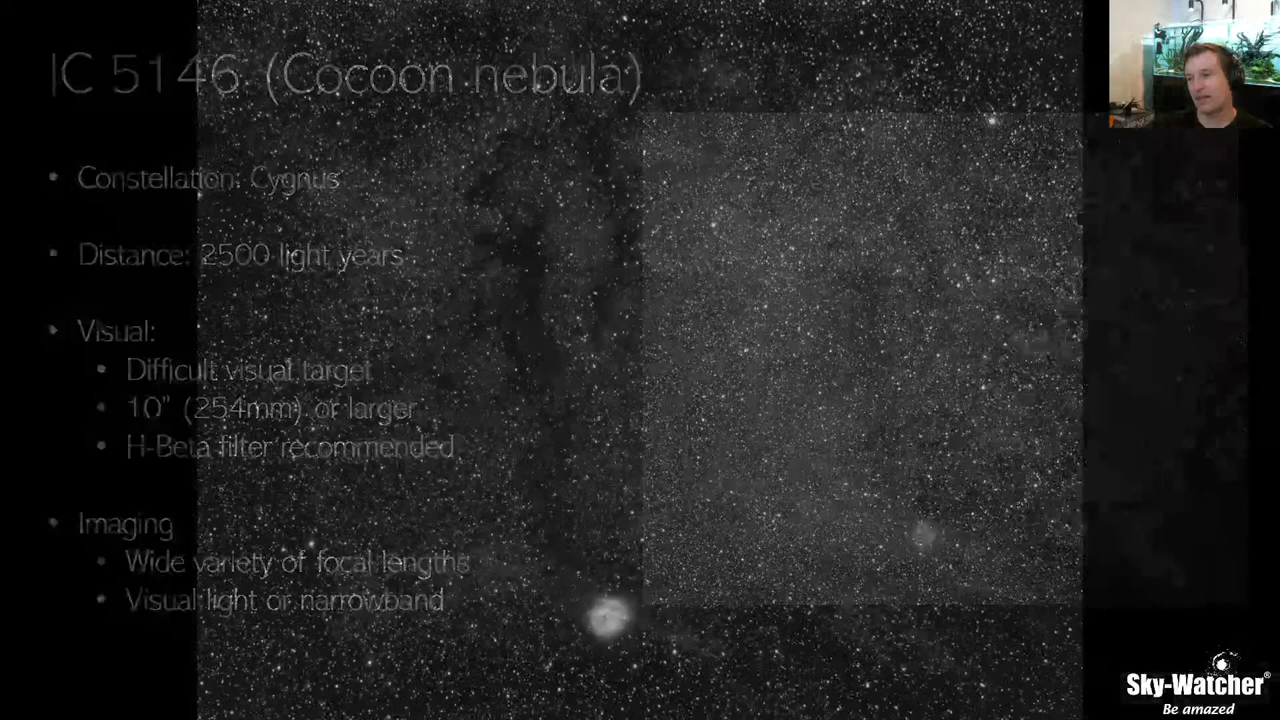 IC 5146 (Cocoon nebula)
• Constellation: Cygnus
• Distance: 2500 light years
• Visual:
• Difficult visual target
• 10” (254mm) or larger
• H-Beta filter recommended
• Imaging
• Wide variety of focal lengths
• Visual light or narrowband
Sky-Watcher®
Be amazed